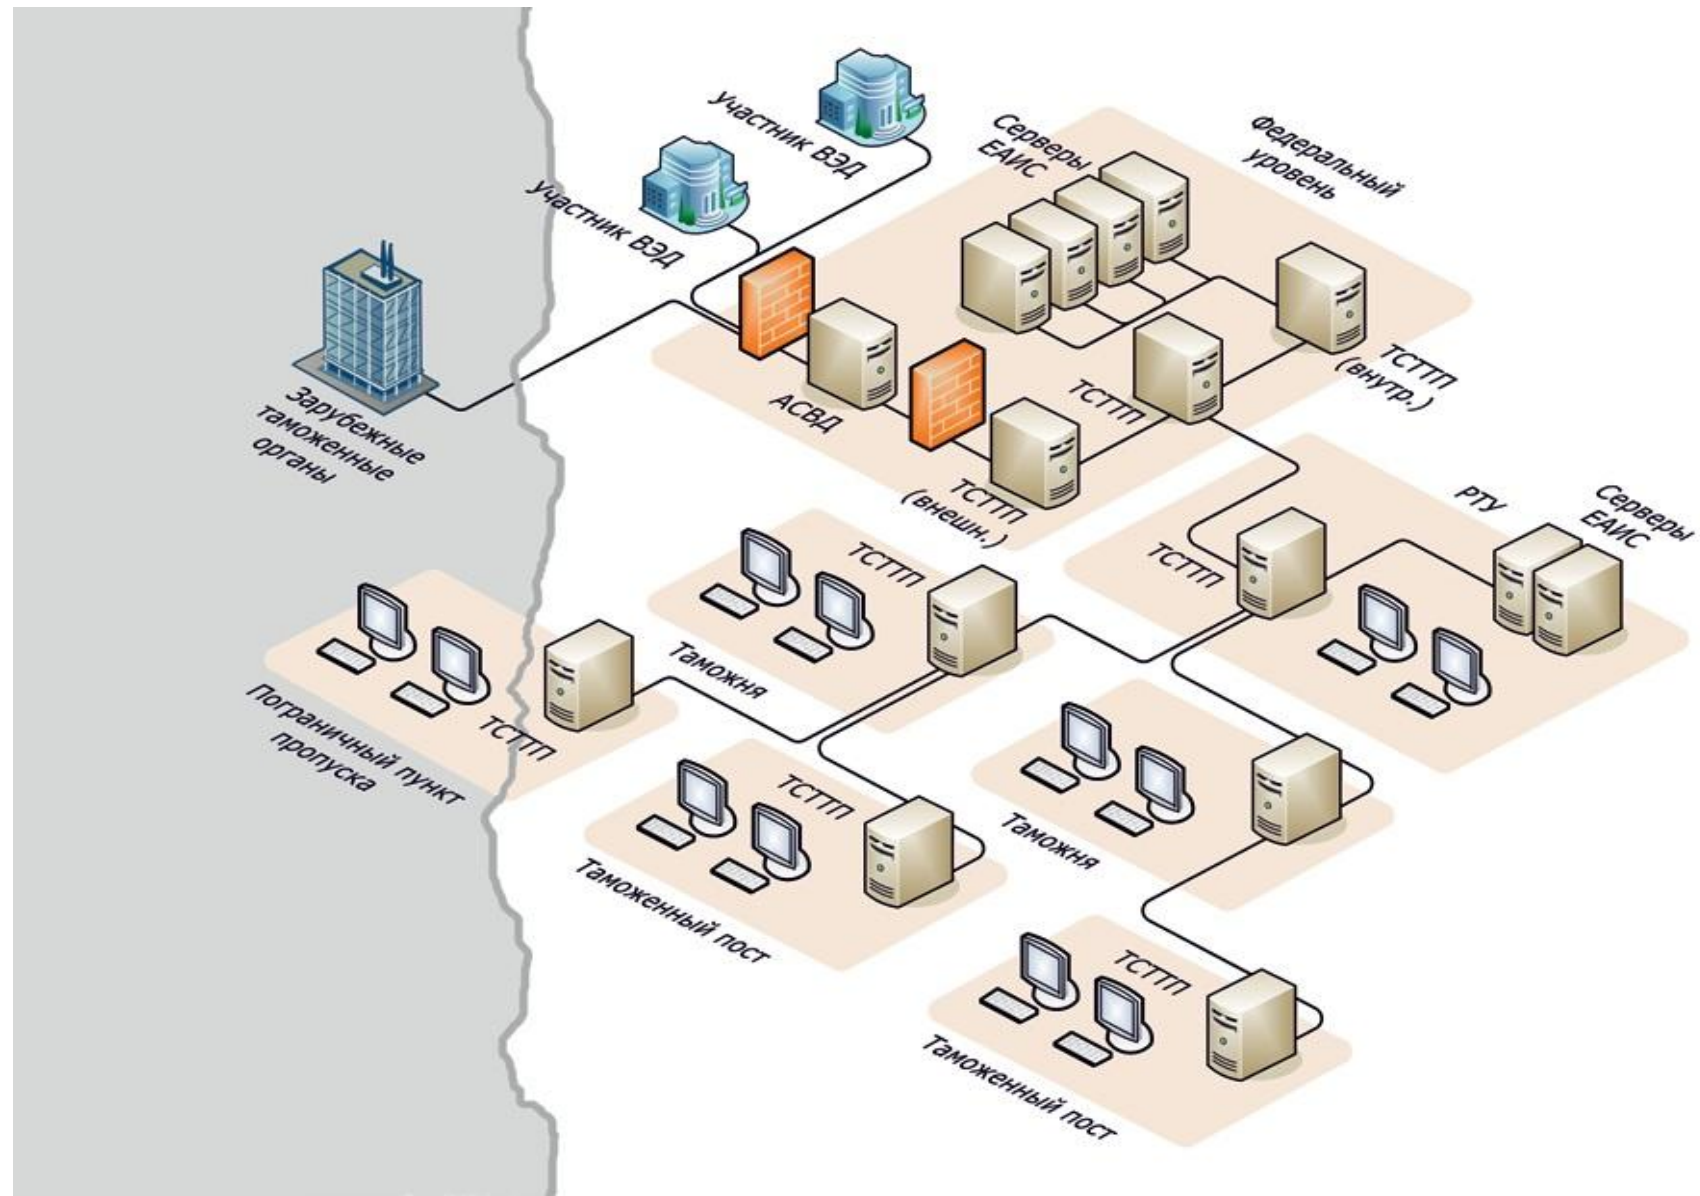 Участник ВЭД
Участник ВЭД
Серверы
ЕАИС
Федеральный
уровень
Зарубежные
таможенные
органы
АСВД
ТСТТП
(внешн.)
ТСТТП
ТСТТП
(внутр.)
ТСТТП
РТУ
Серверы
ЕАИС
ТСТТП
Таможня
Пограничный пункт
пропуска
ТСТТП
ТСТТП
Таможенный пост
Таможня
ТСТТП
Таможенный пост